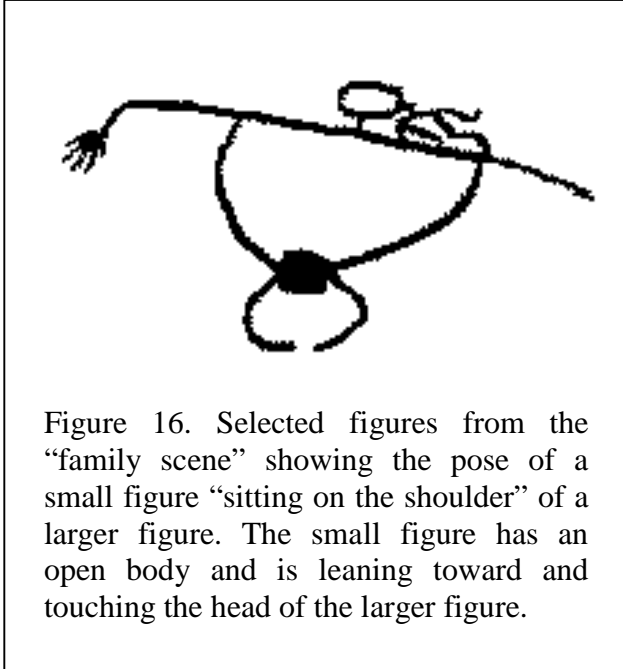 Figure 16. Selected figures from the
“family scene” showing the pose of a
small figure “sitting on the shoulder” of a
larger figure. The small figure has an
open body and is leaning toward and
touching the head of the larger figure.